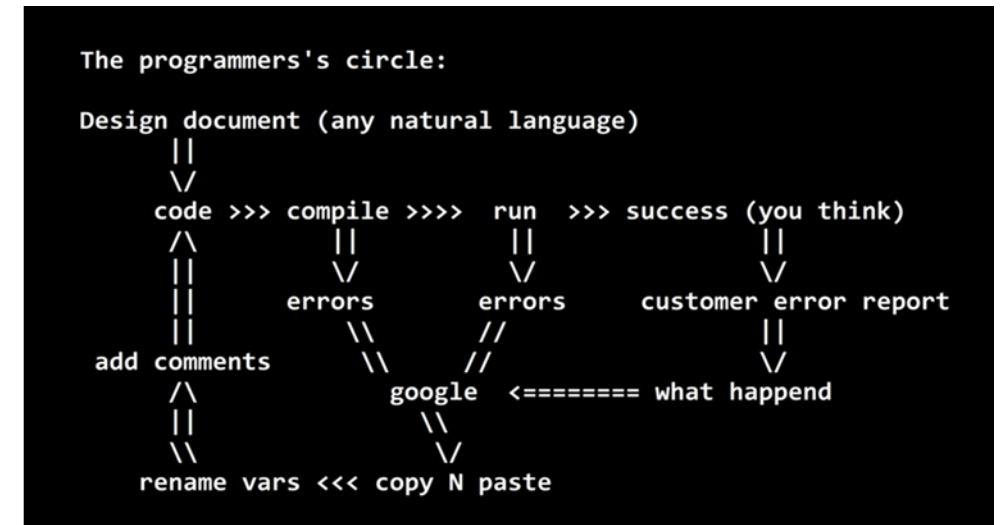 The programmers's circle:
Design document (any natural language)
||
\/
code >>> compile >>>> run >>> success (you think)
/\ || || ||
|| \/ \/ \/
|| errors errors customer error report
|| \\ // ||
add comments \\ // \/
/\ google <======== what happend
|| \\
\\ \/
rename vars <<< copy N paste